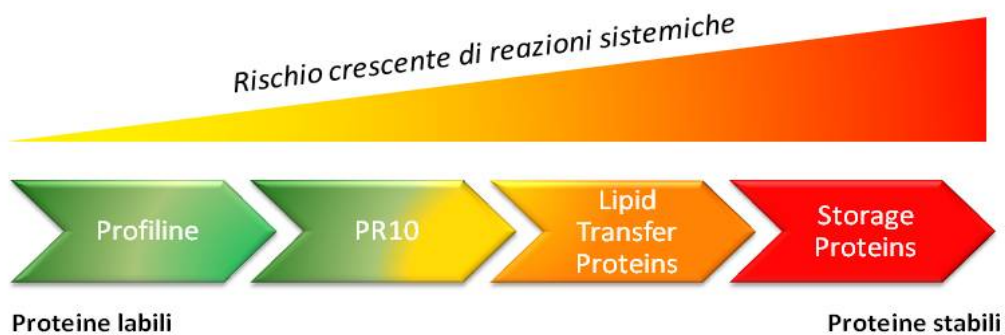 Rischio crescente di reazioni sistemiche
Profiline
PR10
Lipid
Transfer
Proteins
Storage
Proteins
Proteine labili
Proteine stabili